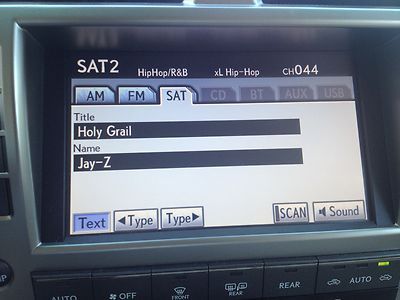 SAT2 HipHop/R&B xL Hip-Hop CH044
AM FM SAT CD BT AUX USB
Title
Holy Grail
Name
Jay-Z
Text ◄Type Type► SCAN Sound
FRONT REAR REAR
AUTO OFF AUTO